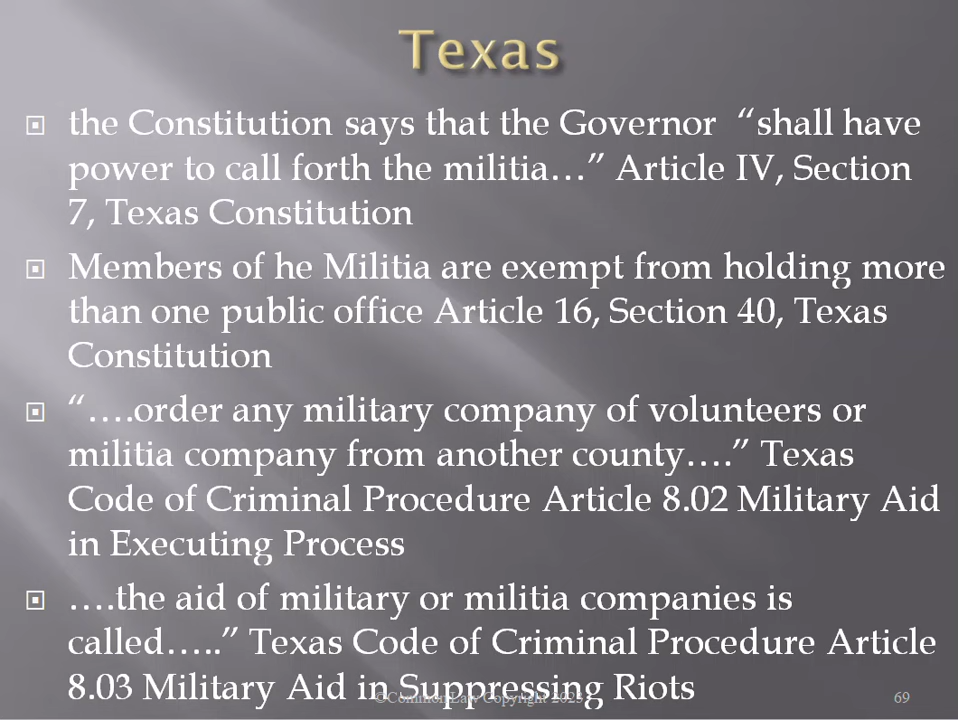 Texas
the Constitution says that the Governor “shall have
power to call forth the militia…” Article IV, Section
7, Texas Constitution
Members of he Militia are exempt from holding more
than one public office Article 16, Section 40, Texas
Constitution
“….order any military company of volunteers or
militia company from another county….” Texas
Code of Criminal Procedure Article 8.02 Military Aid
in Executing Process
….the aid of military or militia companies is
called…..” Texas Code of Criminal Procedure Article
8.03 Military Aid in Suppressing Riots
©Common Law Copyright 2023
69